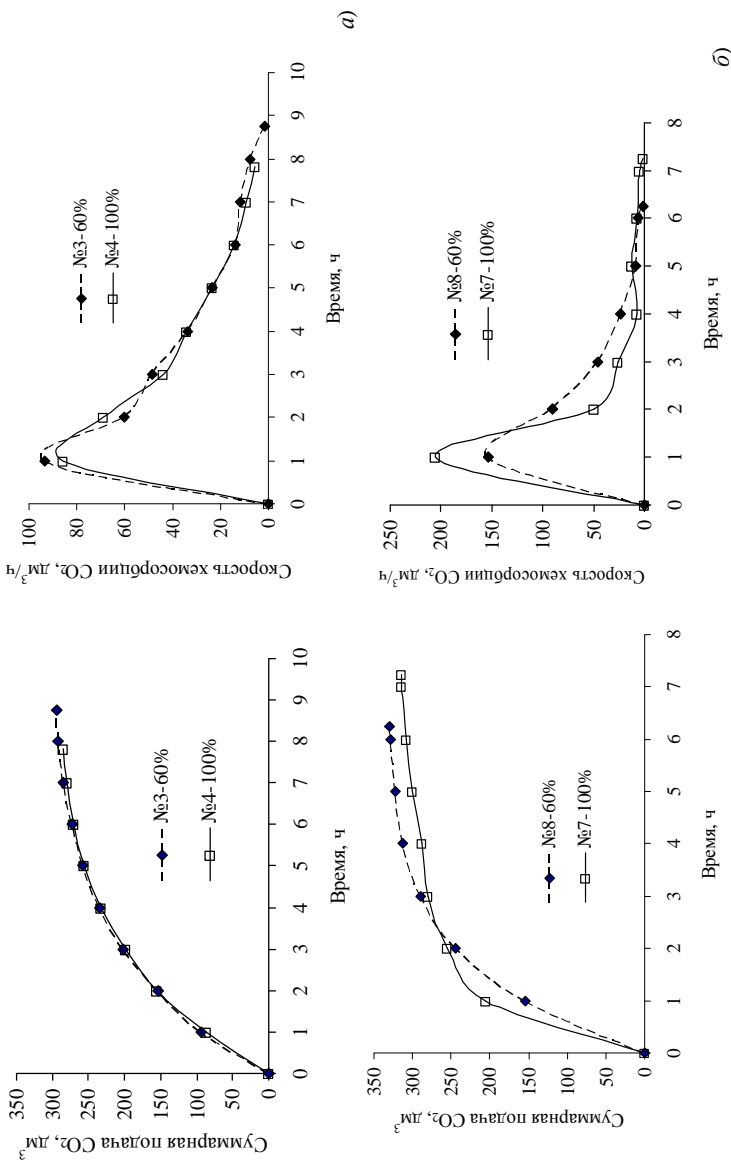 Суммарная подача CO₂, дм³
350
300
250
200
150
100
50
0
0 1 2 3 4 5 6 7 8 9 10
Время, ч
№3-60%
№4-100%
Скорость хемосорбции CO₂, дм³/ч
100
80
60
40
20
0
0 1 2 3 4 5 6 7 8 9 10
Время, ч
№3-60%
№4-100%
а)
Суммарная подача CO₂, дм³
350
300
250
200
150
100
50
0
0 1 2 3 4 5 6 7 8
Время, ч
№8-60%
№7-100%
Скорость хемосорбции CO₂, дм³/ч
250
200
150
100
50
0
0 1 2 3 4 5 6 7 8
Время, ч
№8-60%
№7-100%
б)